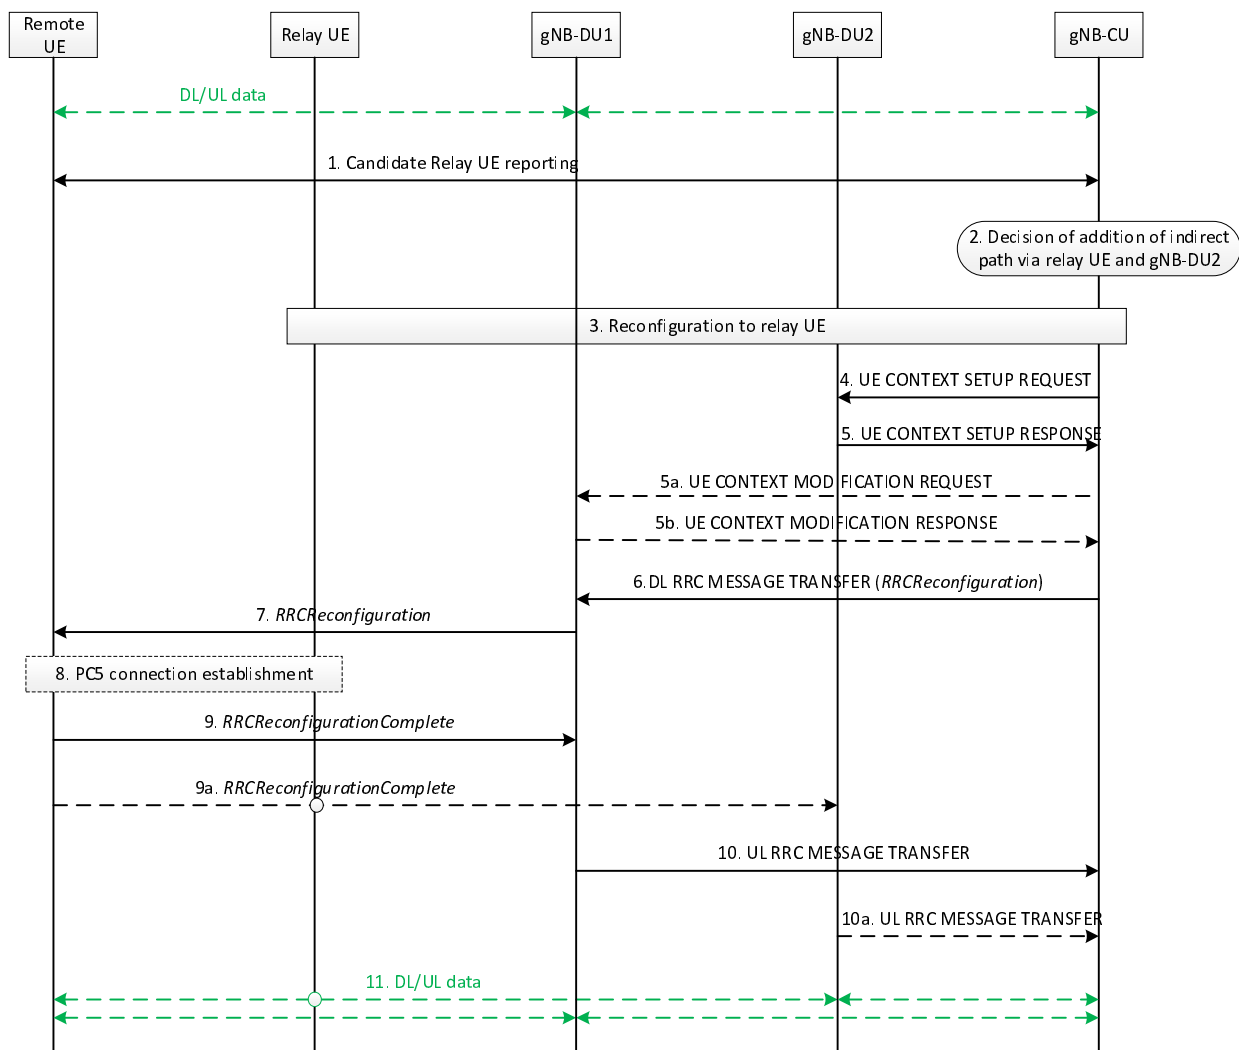 Remote
UE
Relay UE
gNB-DU1
gNB-DU2
gNB-CU
DL/UL data
1. Candidate Relay UE reporting
2. Decision of addition of indirect
path via relay UE and gNB-DU2
3. Reconfiguration to relay UE
4. UE CONTEXT SETUP REQUEST
5. UE CONTEXT SETUP RESPONSE
5a. UE CONTEXT MODIFICATION REQUEST
5b. UE CONTEXT MODIFICATION RESPONSE
6.DL RRC MESSAGE TRANSFER (RRCReconfiguration)
7. RRCReconfiguration
8. PC5 connection establishment
9. RRCReconfigurationComplete
9a. RRCReconfigurationComplete
10. UL RRC MESSAGE TRANSFER
10a. UL RRC MESSAGE TRANSFER
11. DL/UL data